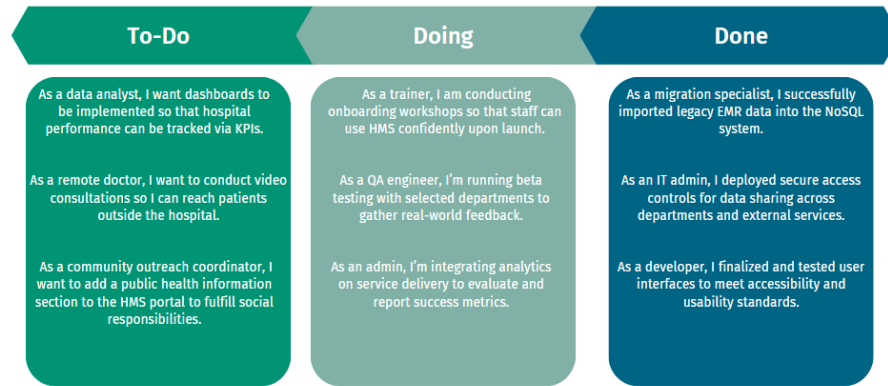 To-Do
Doing
Done
As a data analyst, I want dashboards to
be implemented so that hospital
performance can be tracked via KPIs.
As a remote doctor, I want to conduct video
consultations so I can reach patients
outside the hospital.
As a community outreach coordinator, I
want to add a public health information
section to the HMS portal to fulfill social
responsibilities.
As a trainer, I am conducting
onboarding workshops so that staff can
use HMS confidently upon launch.
As a QA engineer, I'm running beta
testing with selected departments to
gather real-world feedback.
As an admin, I'm integrating analytics
on service delivery to evaluate and
report success metrics.
As a migration specialist, I successfully
imported legacy EMR data into the NoSQL
system.
As an IT admin, I deployed secure access
controls for data sharing across
departments and external services.
As a developer, I finalized and tested user
interfaces to meet accessibility and
usability standards.